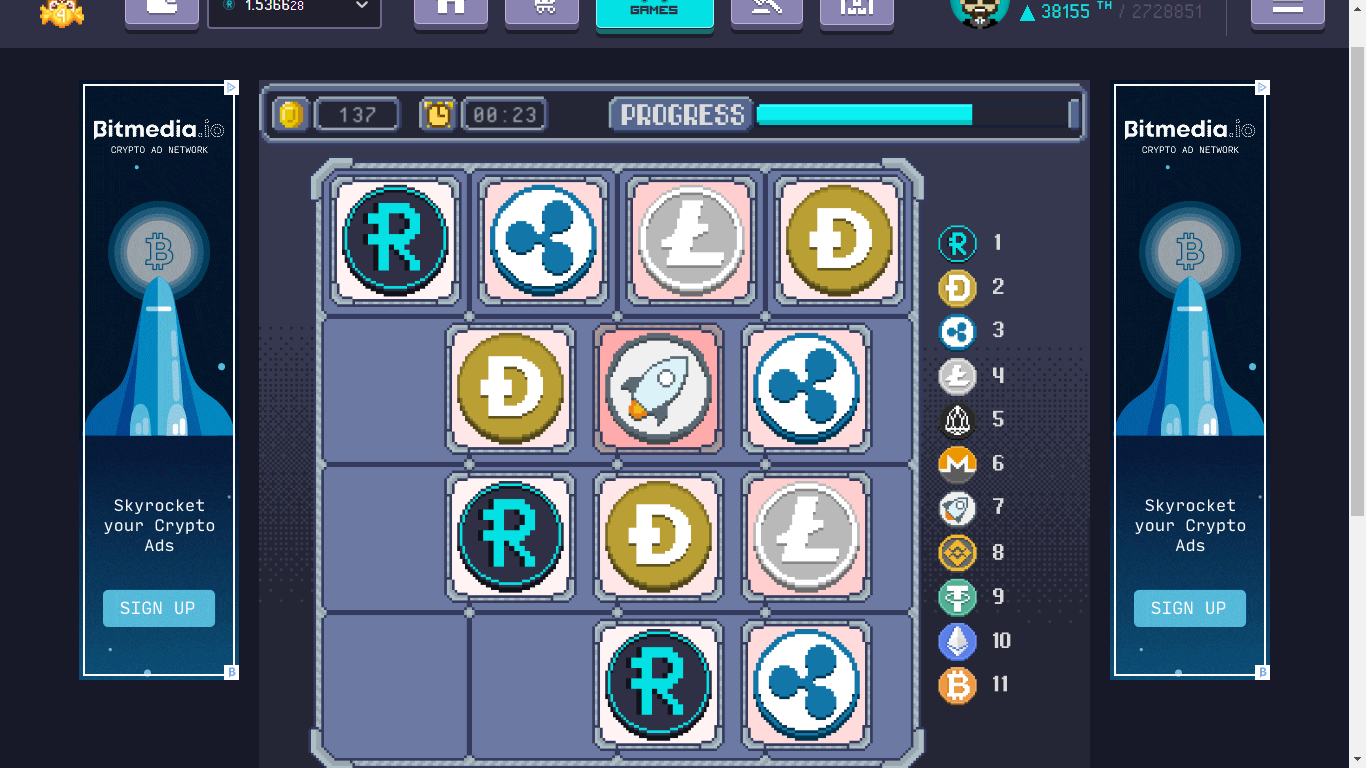 1.536628
GAMES
38155 TH / 2728851
137
00:23
PROGRESS
Bitmedia.io
CRYPTO AD NETWORK
Skyrocket
your Crypto
Ads
SIGN UP
1
2
3
4
5
6
7
8
9
10
11
Bitmedia.io
CRYPTO AD NETWORK
Skyrocket
your Crypto
Ads
SIGN UP